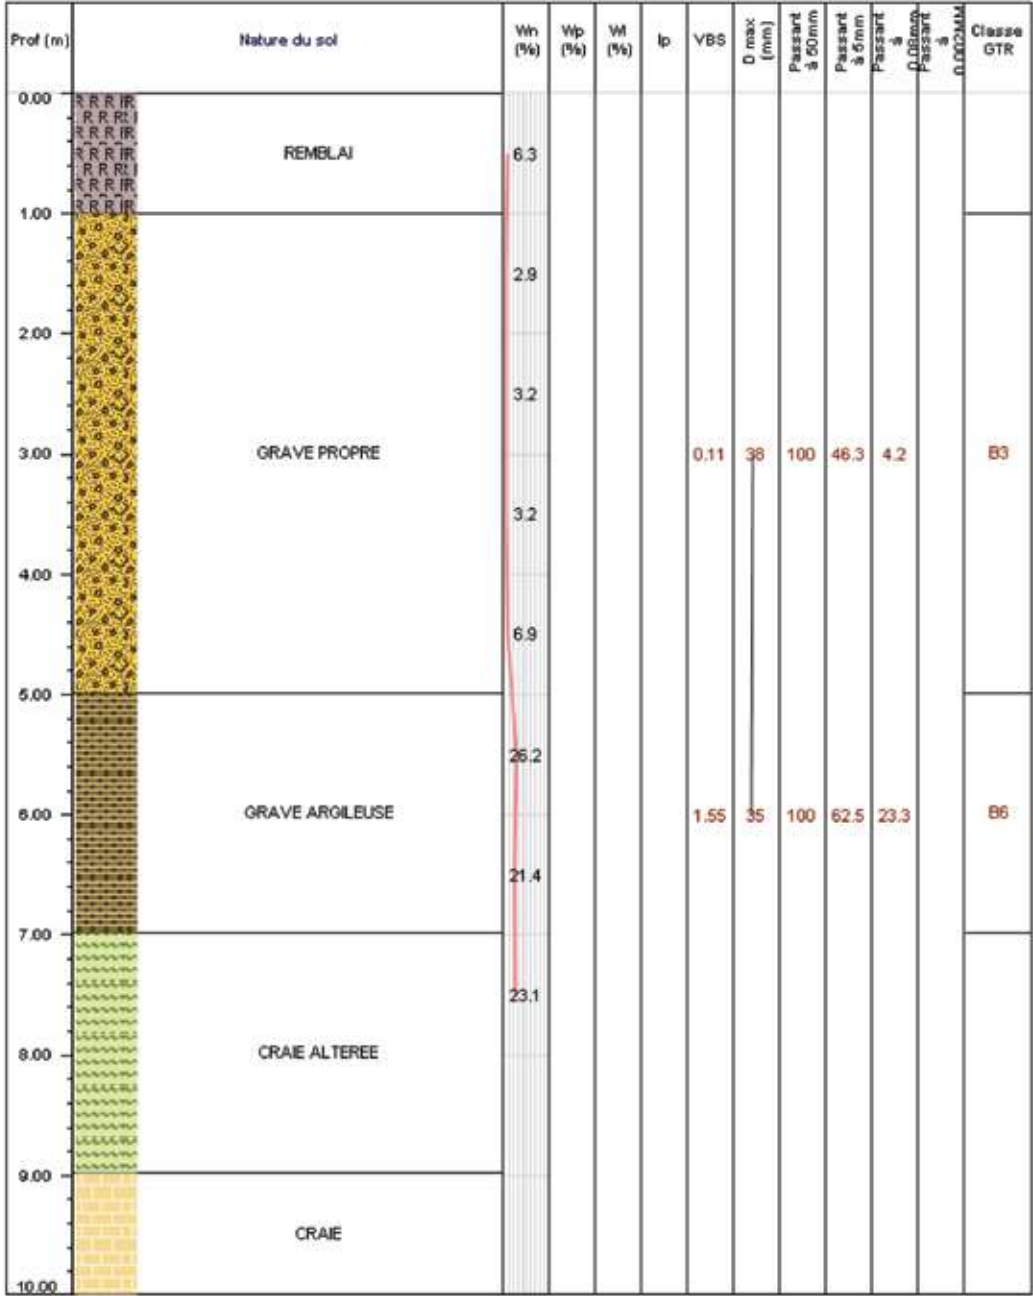 Prof (m) Nature du sol Wn (%) Wp (%) Wl (%) Ip VBS D max (mm) Passant à 50mm Passant à 5mm Passant à 0.08mm Passant à 0.002MM Classe GTR
0.00
REMBLAI 6.3
1.00
2.9
2.00
3.2
3.00 GRAVE PROPRE 0.11 38 100 46.3 4.2 B3
3.2
4.00
6.9
5.00
26.2
6.00 GRAVE ARGILEUSE 1.55 35 100 62.5 23.3 B6
21.4
7.00
23.1
8.00 CRAIE ALTEREE
9.00
CRAIE
10.00